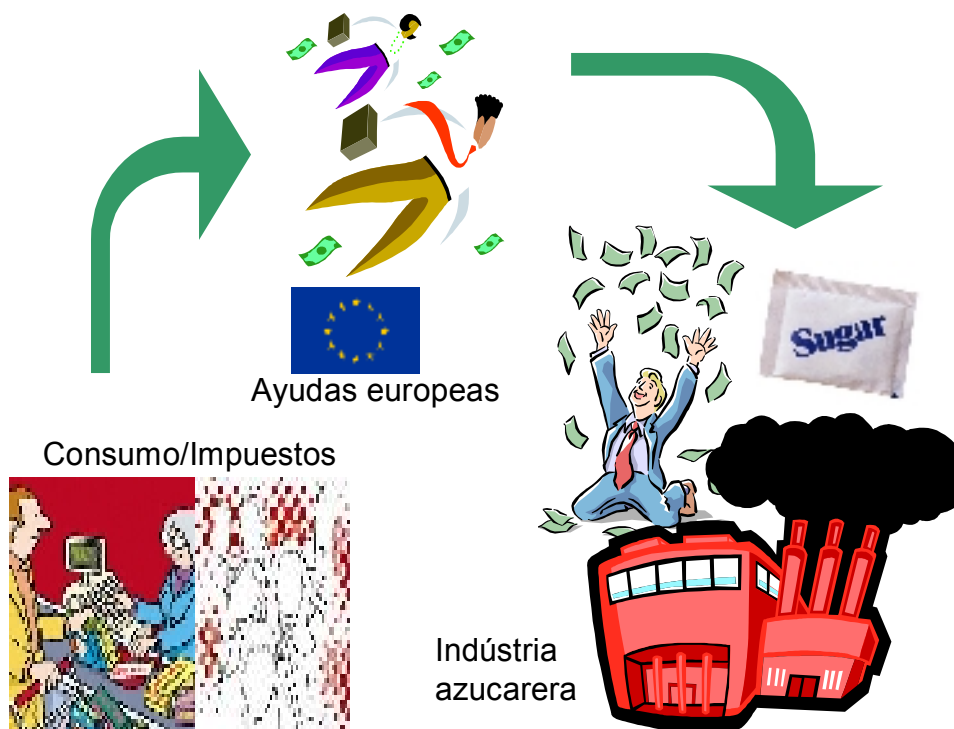 Ayudas europeas
Sugar
Consumo/Impuestos
Indústria
azucarera